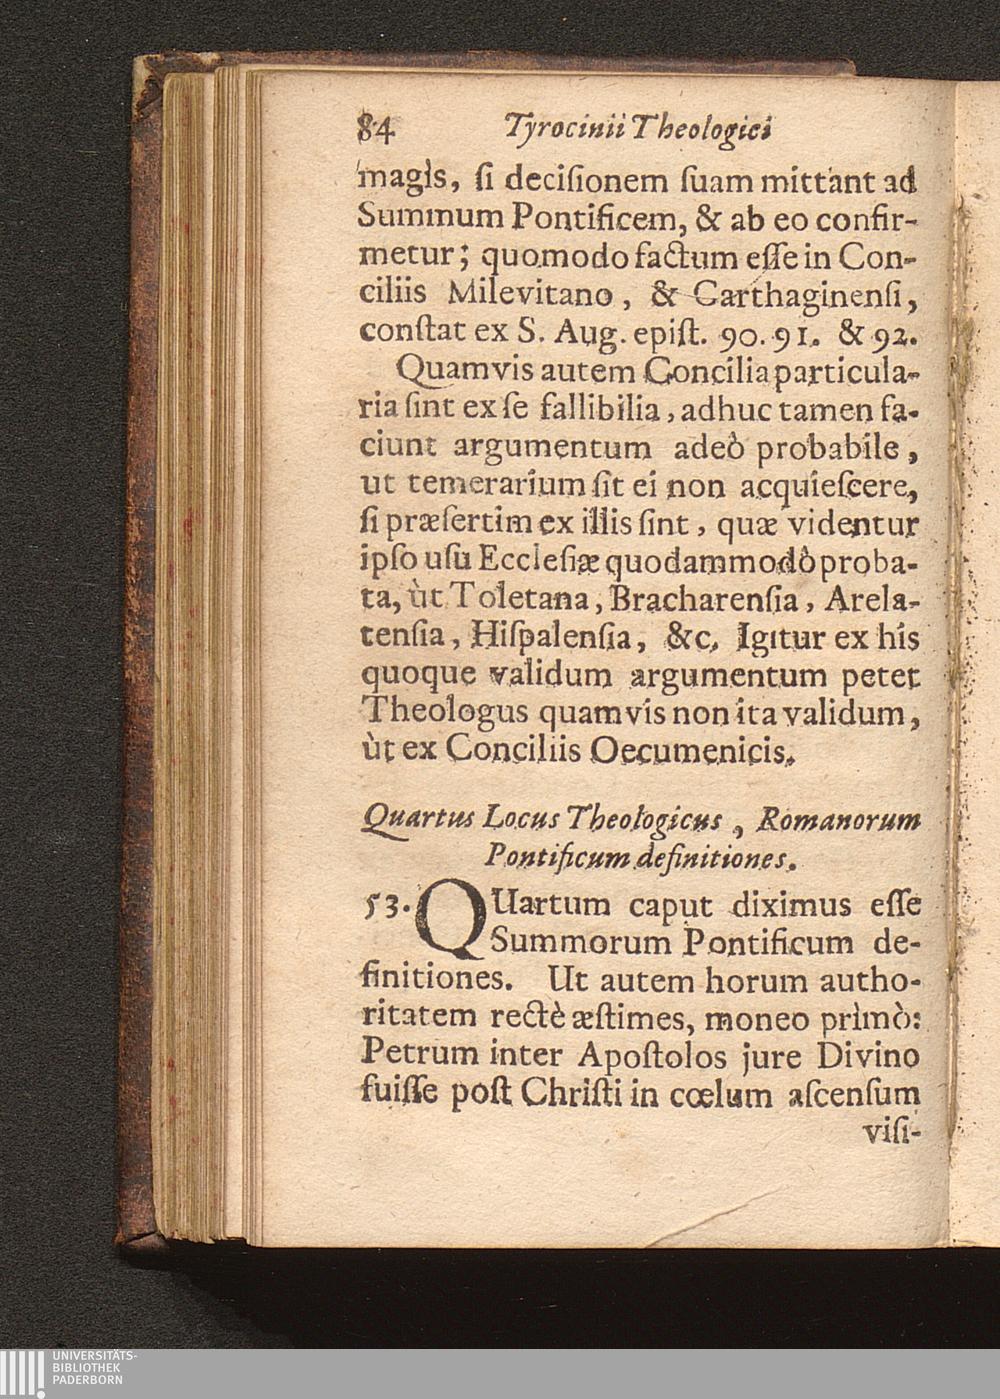 84 Tyrocinii Theologici
magis, ſi deciſionem ſuam mittant ad
Summum Pontificem, & ab eo confir-
metur; quomodo factum eſſe in Con-
ciliis Milevitano, & Carthaginenſi,
conſtat ex S. Aug. epiſt. 90. 91. & 92.
Quamvis autem Concilia particula-
ria ſint ex ſe fallibilia, adhuc tamen fa-
ciunt argumentum adeò probabile,
ut temerarium ſit ei non acquieſcere,
ſi præſertim ex illis ſint, quæ videntur
ipſo uſu Eccleſiæ quodammodò proba-
ta, ùt Toletana, Bracharenſia, Arela-
tenſia, Hiſpalenſia, &c. Igitur ex his
quoque validum argumentum petet
Theologus quamvis non ita validum,
ùt ex Conciliis Oecumenicis.
Quartus Locus Theologicus, Romanorum
Pontificum definitiones.
53. QUartum caput diximus eſſe
Summorum Pontificum de-
finitiones. Ut autem horum autho-
ritatem rectè æſtimes, moneo primò:
Petrum inter Apoſtolos jure Divino
fuiſſe poſt Chriſti in cœlum aſcenſum
viſi-
UNIVERSITÄTS-
BIBLIOTHEK
PADERBORN